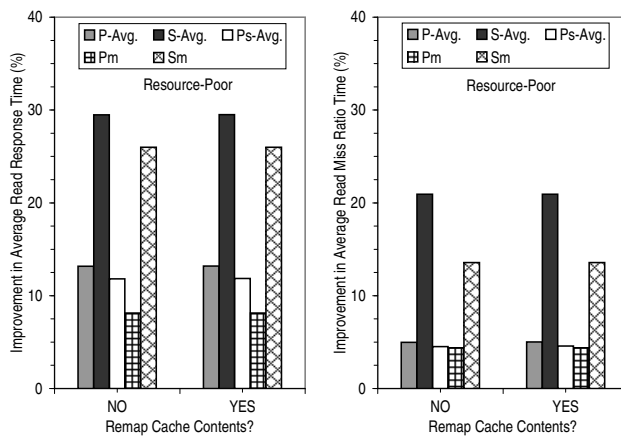 Improvement in Average Read Response Time (%)
40
30
20
10
0
P-Avg. S-Avg. Ps-Avg.
Pm Sm
Resource-Poor
NO YES
Remap Cache Contents?
Improvement in Average Read Miss Ratio Time (%)
40
30
20
10
0
P-Avg. S-Avg. Ps-Avg.
Pm Sm
Resource-Poor
NO YES
Remap Cache Contents?